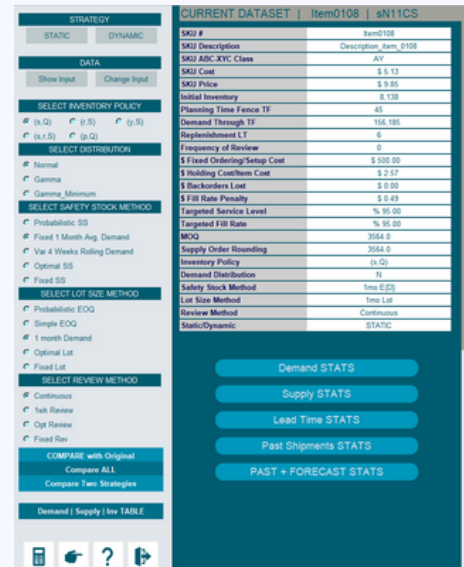 STRATEGY
STATIC DYNAMIC
DATA
Show Input Change Input
SELECT INVENTORY POLICY
(s,Q) (r,S) (y,S)
(s,r,S) (p,Q)
SELECT DISTRIBUTION
Normal
Gamma
Gamma_Minimum
SELECT SAFETY STOCK METHOD
Probabilistic SS
Fixed 1 Month Avg. Demand
Var 4 Weeks Rolling Demand
Optimal SS
Fixed SS
SELECT LOT SIZE METHOD
Probabilistic EOQ
Simple EOQ
1 month Demand
Optimal Lot
Fixed Lot
SELECT REVIEW METHOD
Continuous
1wk Review
Opt Review
Fixed Rev
COMPARE with Original
Compare ALL
Compare Two Strategies
Demand | Supply | Inv TABLE
?
CURRENT DATASET | Item0108 | sN11CS
SKU # Item0108
SKU Description Description_item_0108
SKU ABC-XYC Class AY
SKU Cost $ 5.13
SKU Price $ 9.85
Initial Inventory 8,138
Planning Time Fence TF 45
Demand Through TF 156,185
Replenishment LT 6
Frequency of Review 0
$ Fixed Ordering/Setup Cost $ 500.00
$ Holding Cost/Item Cost $ 2.57
$ Backorders Lost $ 0.00
$ Fill Rate Penalty $ 0.49
Targeted Service Level % 95.00
Targeted Fill Rate % 95.00
MOQ 3564.0
Supply Order Rounding 3564.0
Inventory Policy (s,Q)
Demand Distribution N
Safety Stock Method 1mo E[D]
Lot Size Method 1mo Lot
Review Method Continuous
Static/Dynamic STATIC
Demand STATS
Supply STATS
Lead Time STATS
Past Shipments STATS
PAST + FORECAST STATS